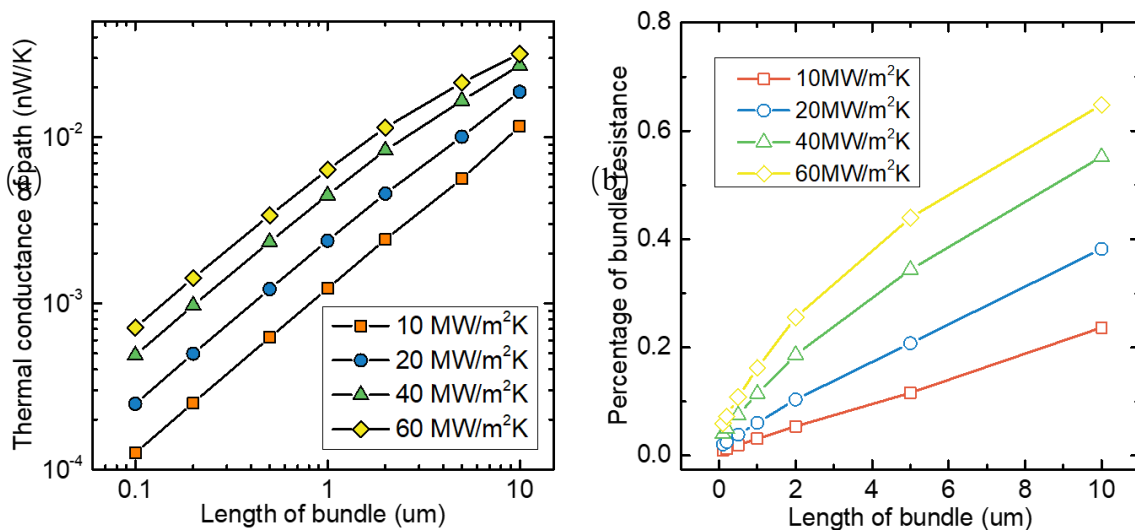 (a)
Thermal conductance of path (nW/K)
10⁻²
10⁻³
10⁻⁴
0.1
1
10
Length of bundle (um)
10 MW/m²K
20 MW/m²K
40 MW/m²K
60 MW/m²K
(b)
Percentage of bundle resistance
0.8
0.6
0.4
0.2
0.0
0
2
4
6
8
10
Length of bundle (um)
10MW/m²K
20MW/m²K
40MW/m²K
60MW/m²K